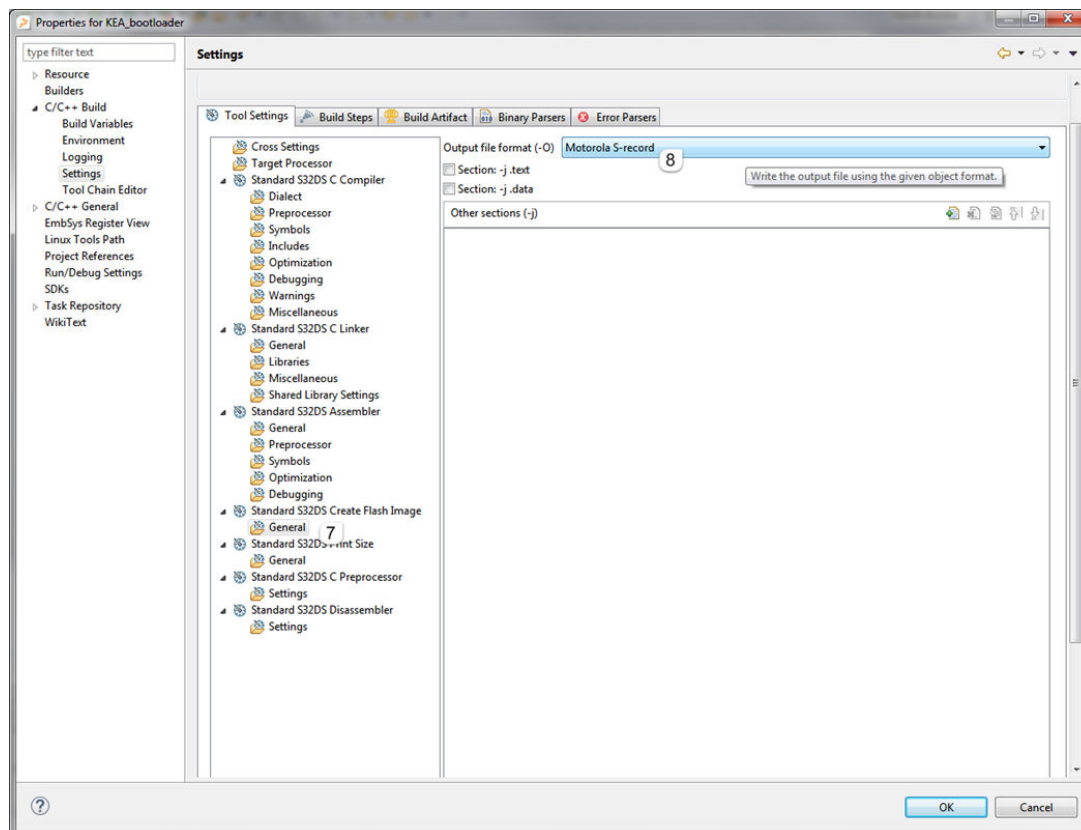 Properties for KEA_bootloader
type filter text
Resource
Builders
C/C++ Build
Build Variables
Environment
Logging
Settings
Tool Chain Editor
C/C++ General
EmbSys Register View
Linux Tools Path
Project References
Run/Debug Settings
SDKs
Task Repository
WikiText
Settings
Tool Settings
Build Steps
Build Artifact
Binary Parsers
Error Parsers
Cross Settings
Target Processor
Standard S32DS C Compiler
Dialect
Preprocessor
Symbols
Includes
Optimization
Debugging
Warnings
Miscellaneous
Standard S32DS C Linker
General
Libraries
Miscellaneous
Shared Library Settings
Standard S32DS Assembler
General
Preprocessor
Symbols
Optimization
Debugging
Standard S32DS Create Flash Image
General
7
Standard S32DS Print Size
General
Standard S32DS C Preprocessor
Settings
Standard S32DS Disassembler
Settings
Output file format (-O) Motorola S-record
8
Section: -j .text
Write the output file using the given object format.
Section: -j .data
Other sections (-j)
OK
Cancel